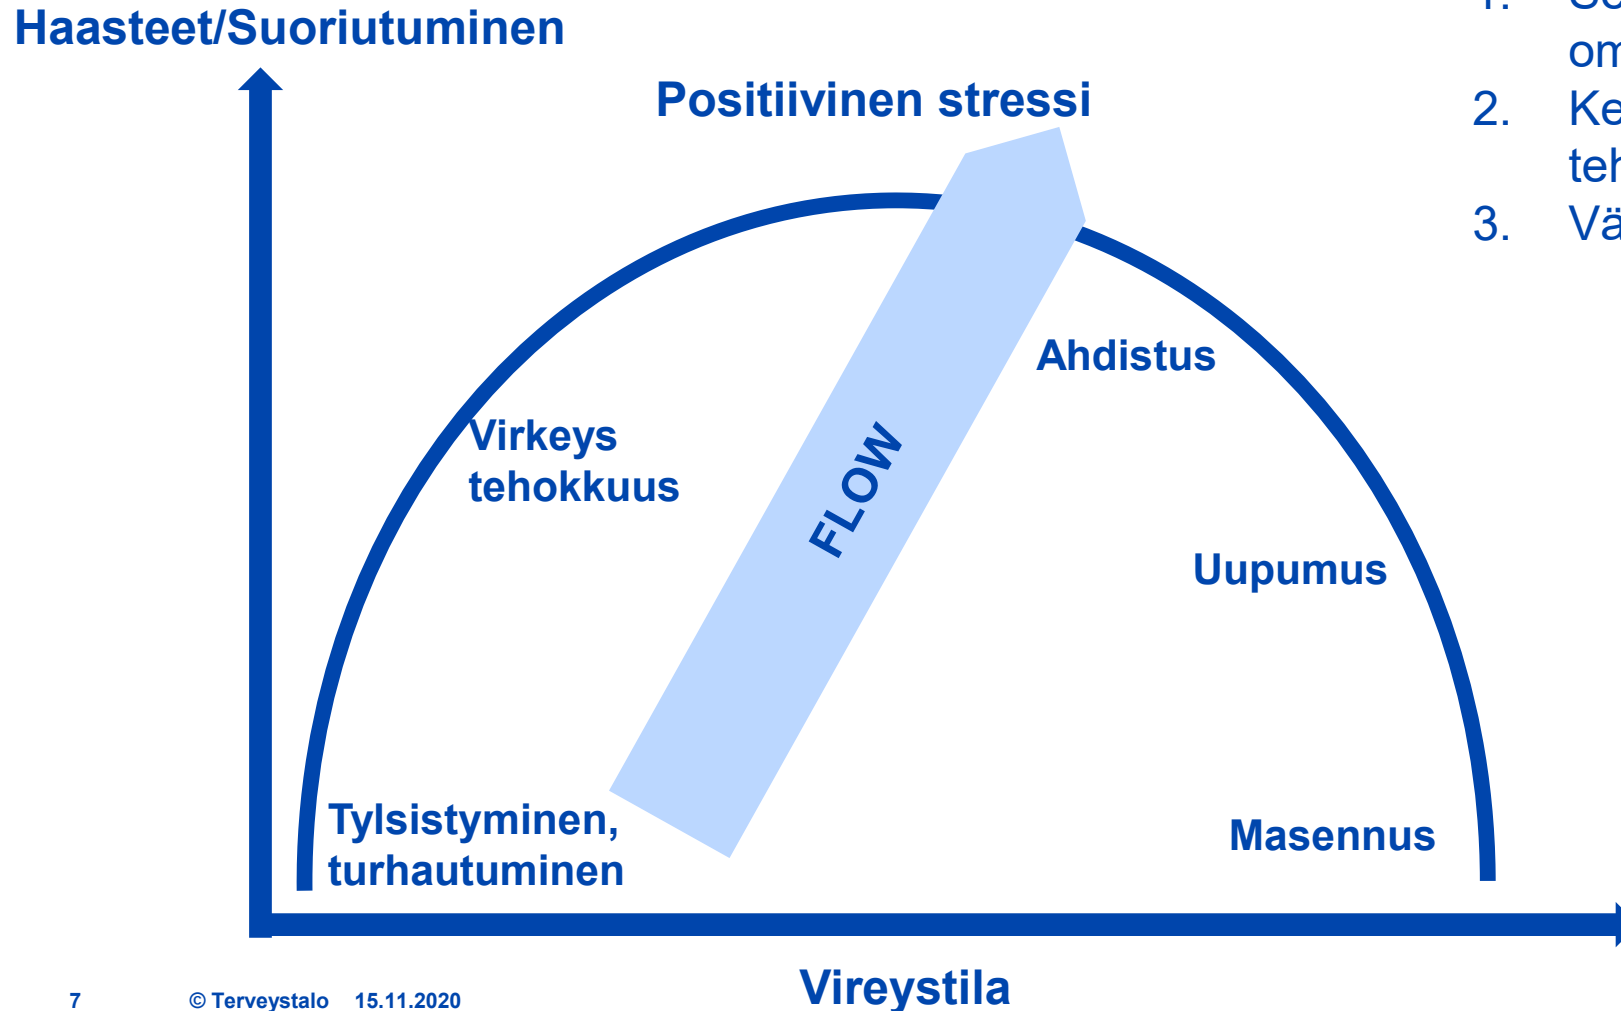 Haasteet/Suoriutuminen
Positiivinen stressi
1.
2.
3.
Ahdistus
Virkeys
tehokkuus
FLOW
Uupumus
Tylsistyminen,
turhautuminen
Masennus
Vireystila
7 © Terveystalo 15.11.2020